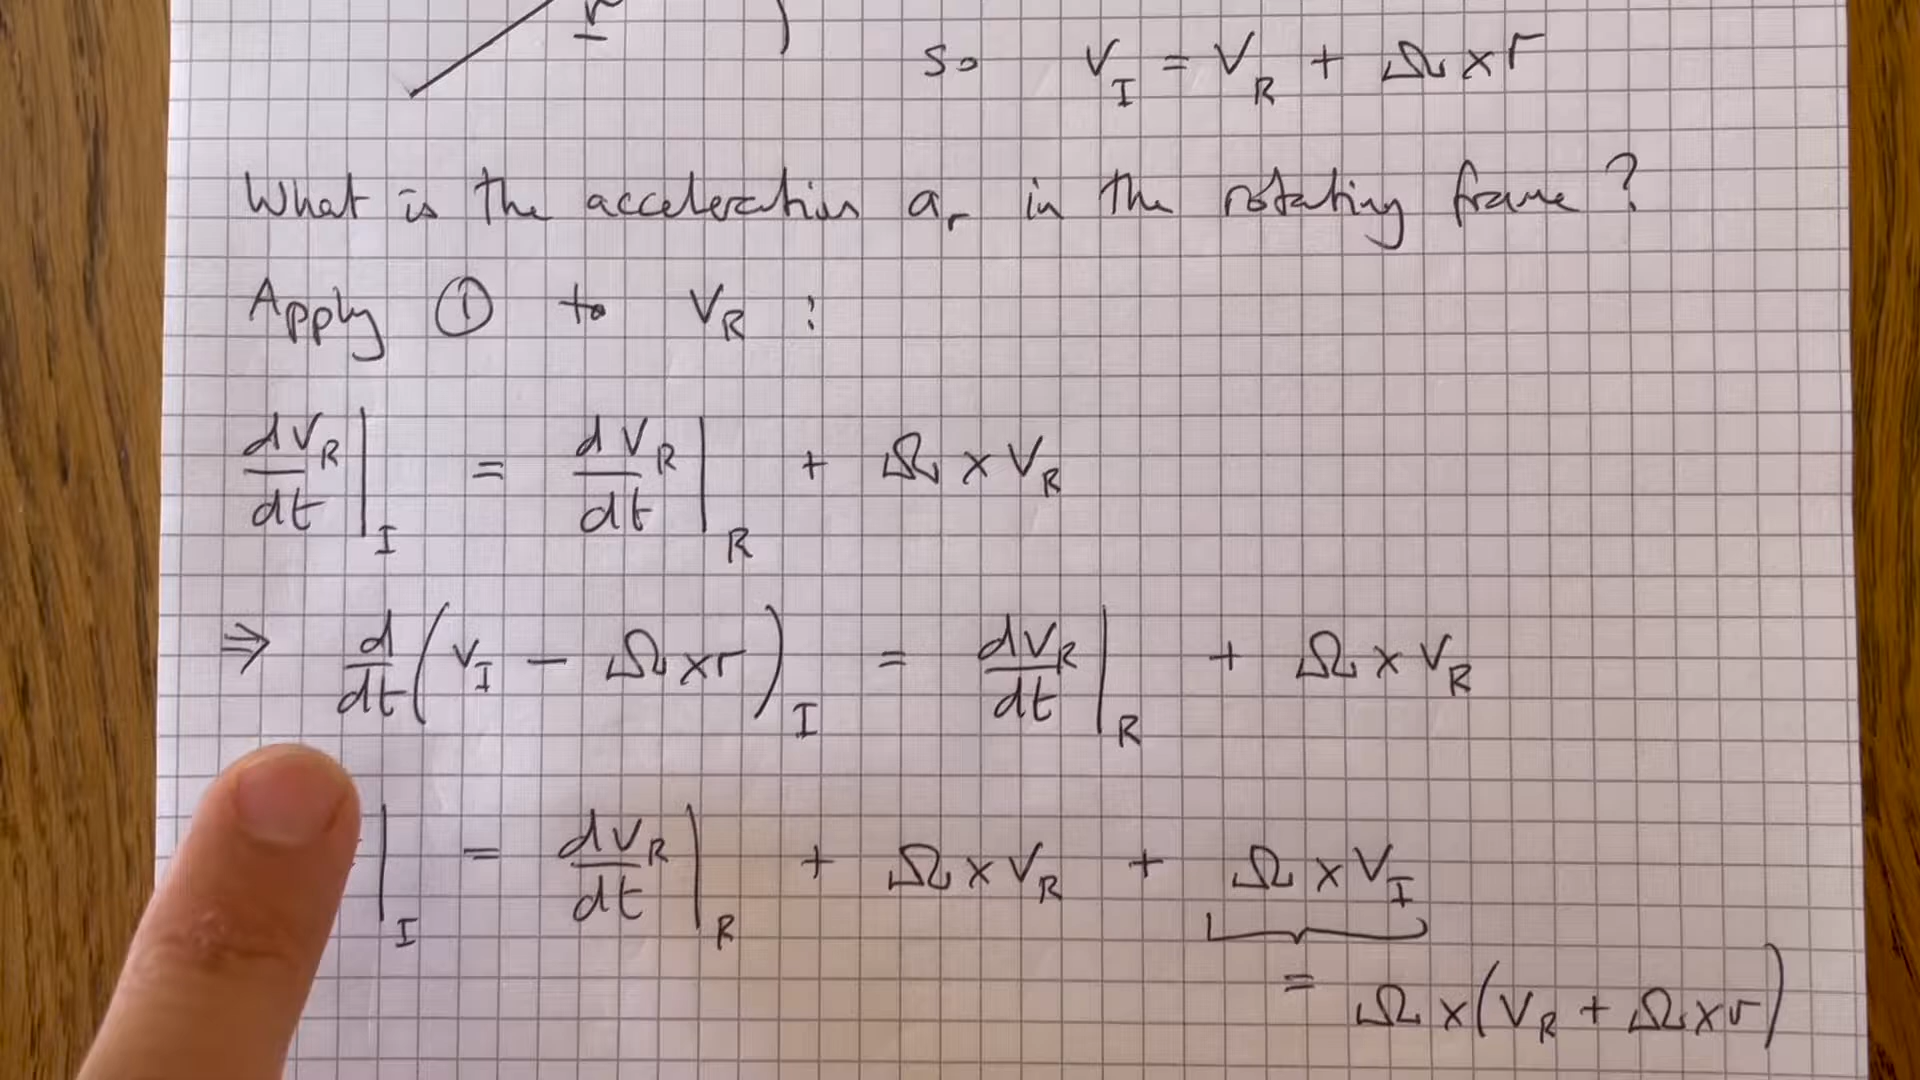 r
So V_I = V_R + Ω × r
What is the acceleration a_r in the rotating frame ?
Apply ① to V_R :
dV_R/dt |_I = dV_R/dt |_R + Ω × V_R
⇒ d/dt ( V_I − Ω × r )_I = dV_R/dt |_R + Ω × V_R
|_I = dV_R/dt |_R + Ω × V_R + Ω × V_I
= Ω × ( V_R + Ω × r )